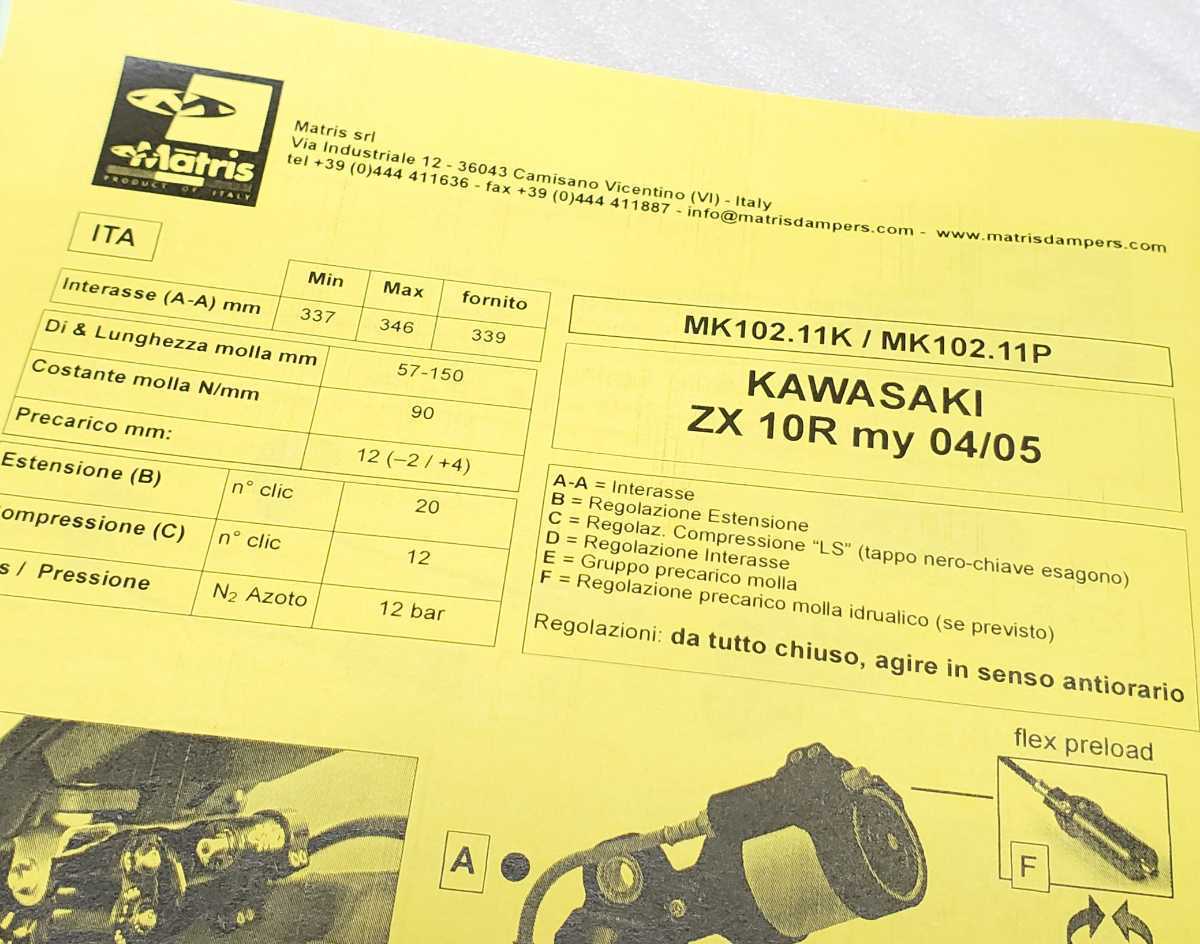 Matris
PRODUCT OF ITALY
Matris srl
Via Industriale 12 - 36043 Camisano Vicentino (VI) - Italy
tel +39 (0)444 411636 - fax +39 (0)444 411887 - info@matrisdampers.com - www.matrisdampers.com
ITA
Min Max fornito
Interasse (A-A) mm 337 346 339
Di & Lunghezza molla mm 57-150
Costante molla N/mm 90
Precarico mm: 12 (–2 / +4)
Estensione (B) n° clic 20
ompressione (C) n° clic 12
s / Pressione N2 Azoto 12 bar
MK102.11K / MK102.11P
KAWASAKI
ZX 10R my 04/05
A-A = Interasse
B = Regolazione Estensione
C = Regolaz. Compressione “LS” (tappo nero-chiave esagono)
D = Regolazione Interasse
E = Gruppo precarico molla
F = Regolazione precarico molla idrualico (se previsto)
Regolazioni: da tutto chiuso, agire in senso antiorario
flex preload
A
F